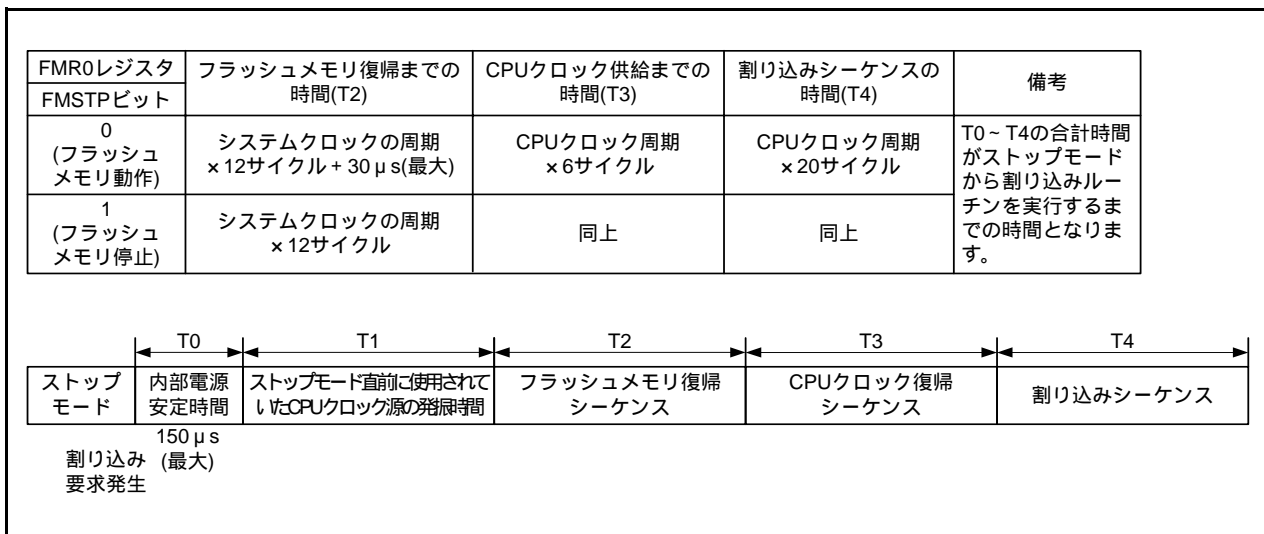 FMR0レジスタ
FMSTPビット
フラッシュメモリ復帰までの
時間(T2)
CPUクロック供給までの
時間(T3)
割り込みシーケンスの
時間(T4)
備考
0
(フラッシュ
メモリ動作)
システムクロックの周期
×12サイクル + 30µs(最大)
CPUクロック周期
×6サイクル
CPUクロック周期
×20サイクル
T0~T4の合計時間
がストップモード
から割り込みルー
チンを実行するま
での時間となりま
す。
1
(フラッシュ
メモリ停止)
システムクロックの周期
×12サイクル
同上
同上
T0
T1
T2
T3
T4
ストップ
モード
内部電源
安定時間
ストップモード直前に使用されて
いたCPUクロック源の発振時間
フラッシュメモリ復帰
シーケンス
CPUクロック復帰
シーケンス
割り込みシーケンス
150µs
(最大)
割り込み
要求発生